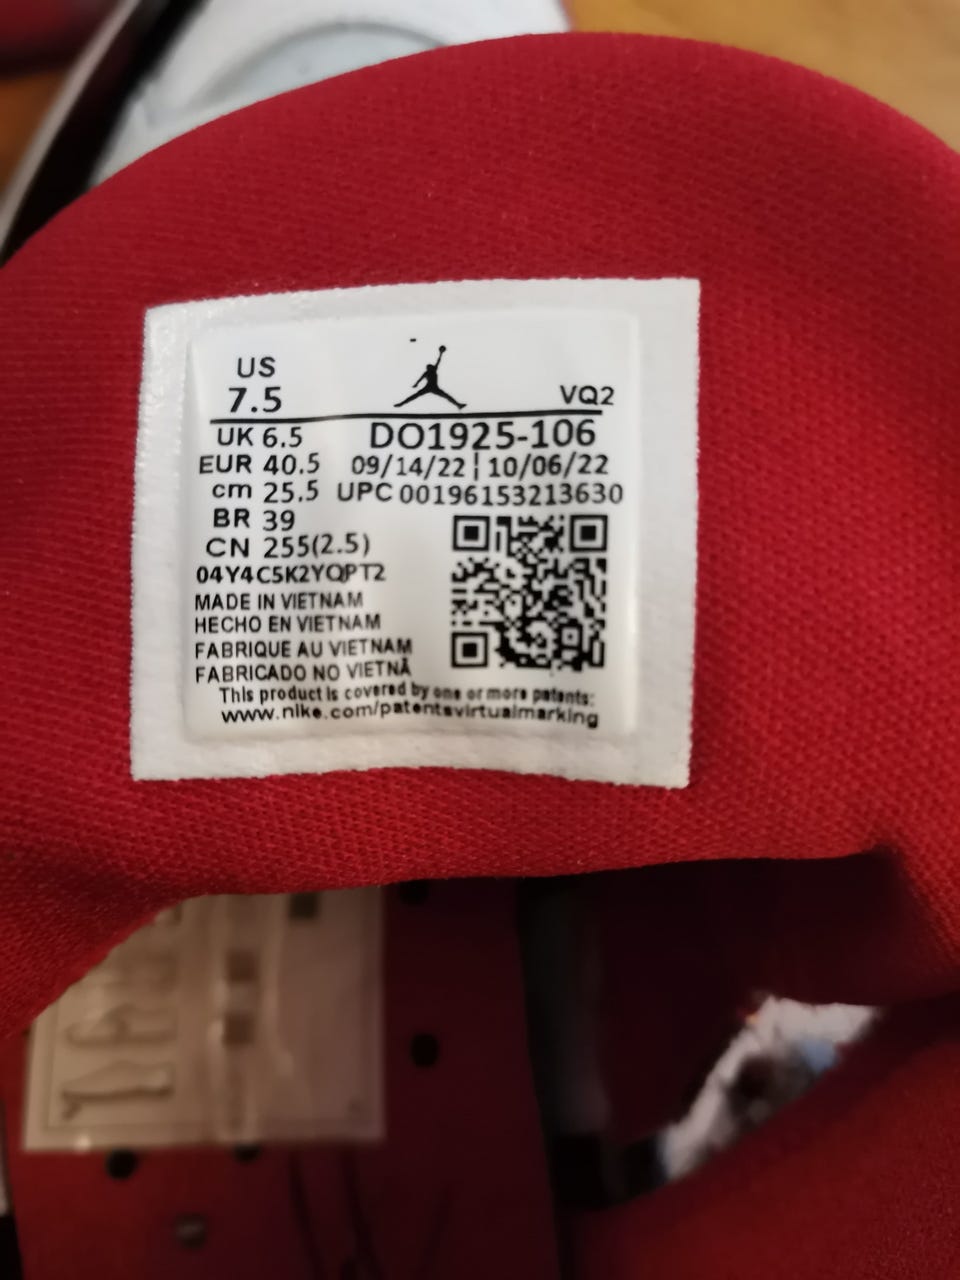 US
7.5
VQ2
UK 6.5
DO1925-106
EUR 40.5
09/14/22 | 10/06/22
cm 25.5
UPC 00196153213630
BR 39
CN 255(2.5)
04Y4C5K2YQPT2
MADE IN VIETNAM
HECHO EN VIETNAM
FABRIQUE AU VIETNAM
FABRICADO NO VIETNÃ
This product is covered by one or more patents:
www.nike.com/patentsvirtualmarking